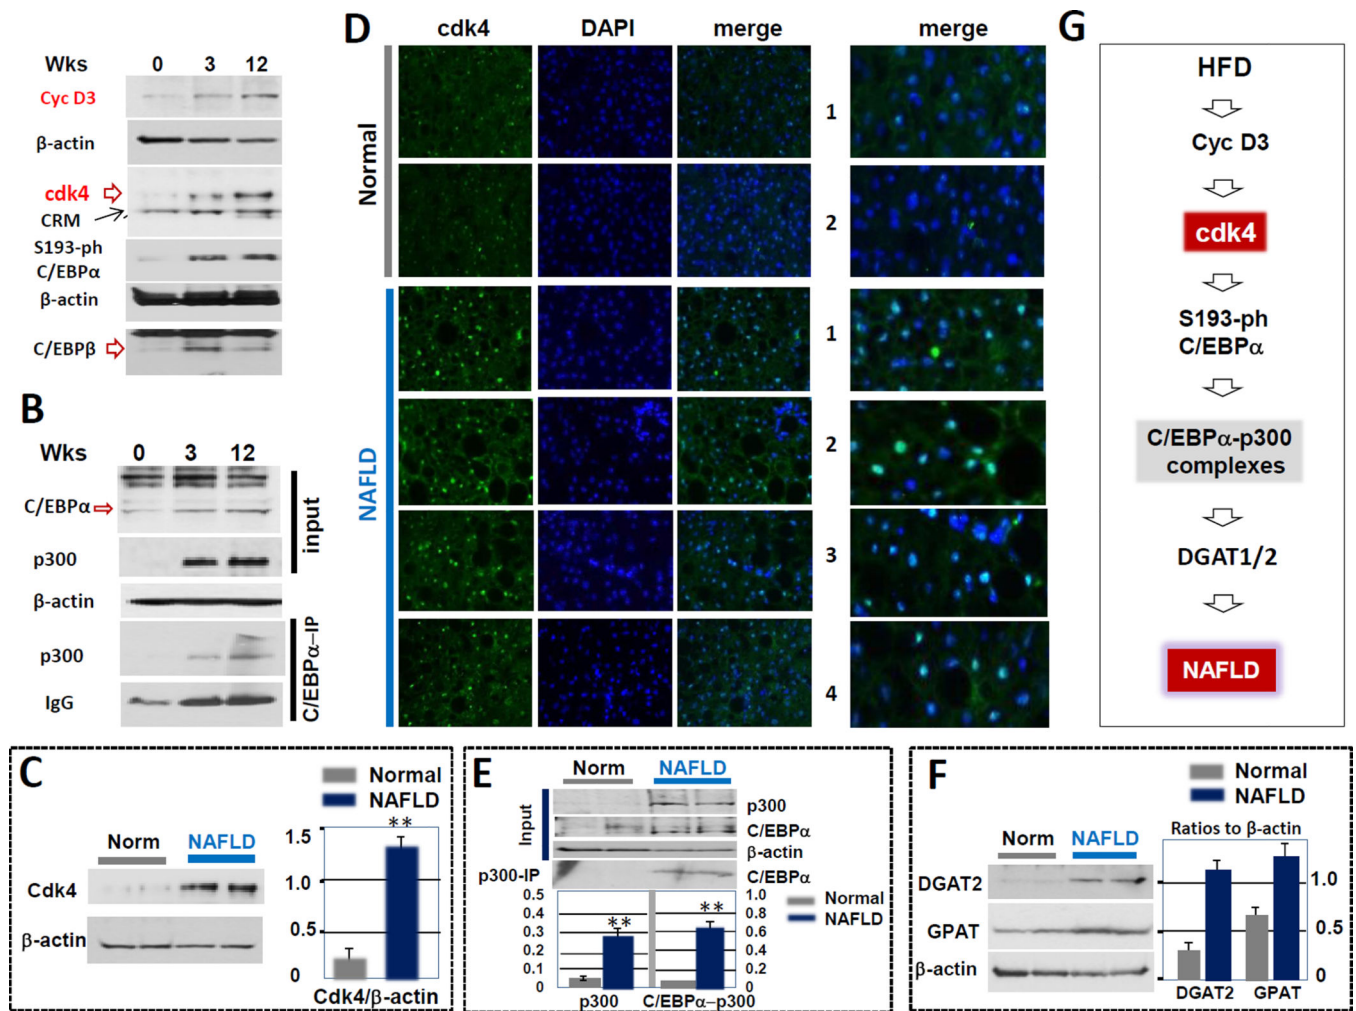 Wks 0 3 12
Cyc D3
β-actin
cdk4
CRM
S193-ph
C/EBPα
β-actin
C/EBPβ
B
Wks 0 3 12
C/EBPα
p300
input
β-actin
p300
IgG
C/EBPα–IP
D
cdk4 DAPI merge merge
Normal
1
2
NAFLD
1
2
3
4
G
HFD
Cyc D3
cdk4
S193-ph
C/EBPα
C/EBPα-p300
complexes
DGAT1/2
NAFLD
C
Normal
NAFLD
Norm NAFLD
Cdk4
β-actin
**
1.5
1.0
0.5
0
Cdk4/β-actin
E
Norm NAFLD
Input
p300
C/EBPα
β-actin
p300-IP C/EBPα
0.5
0.4
0.3
0.2
0.1
0
**
**
1.0
0.8
0.6
0.4
0.2
0
Normal
NAFLD
p300 C/EBPα–p300
F
Normal
NAFLD
Norm NAFLD
Ratios to β-actin
DGAT2
GPAT
β-actin
1.0
0.5
0
DGAT2 GPAT